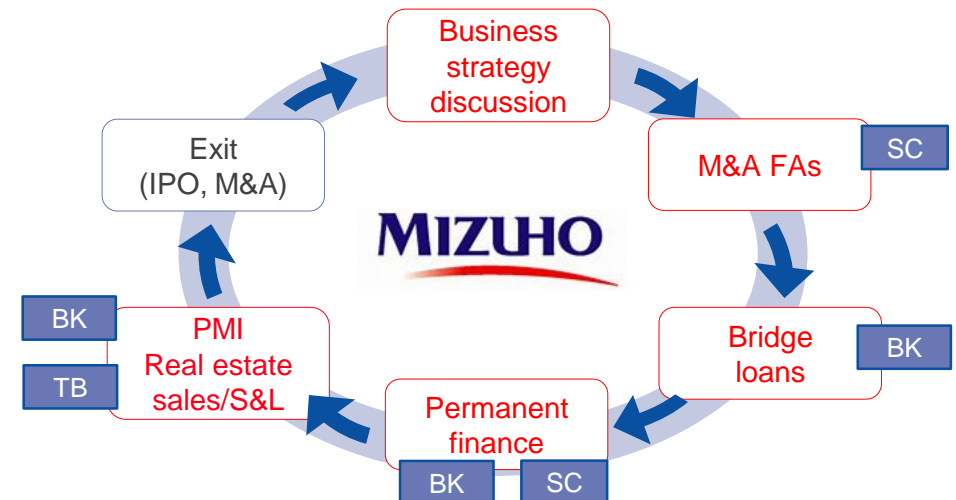 Business
strategy
discussion
M&A FAs
SC
Bridge
loans
BK
Permanent
finance
BK
SC
PMI
Real estate
sales/S&L
BK
TB
Exit
(IPO, M&A)
MIZUHO